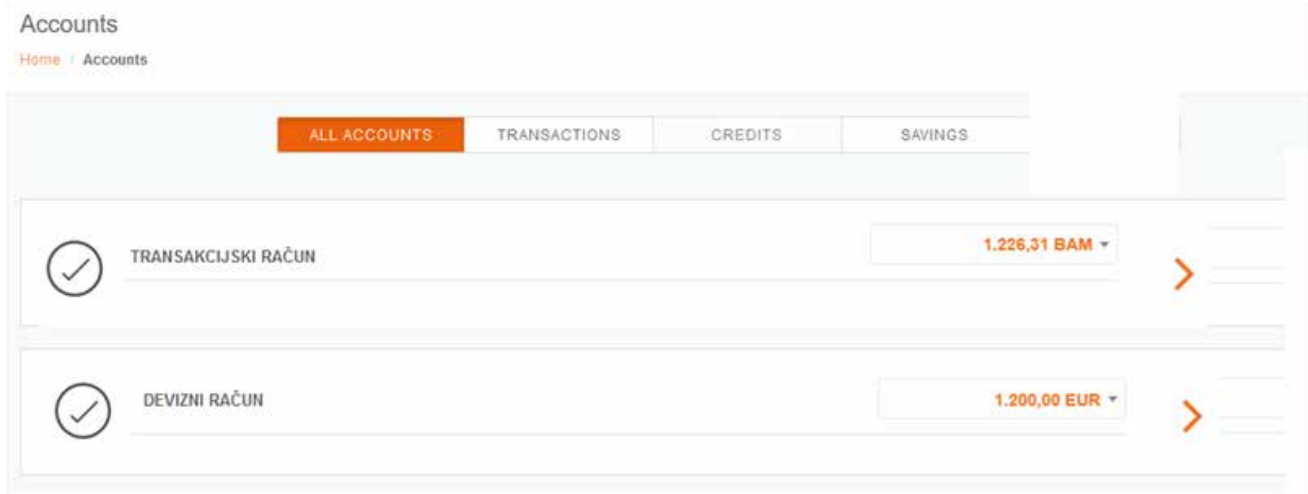 Accounts
Home / Accounts
ALL ACCOUNTS TRANSACTIONS CREDITS SAVINGS
TRANSAKCIJSKI RAČUN 1.226,31 BAM
DEVIZNI RAČUN 1.200,00 EUR